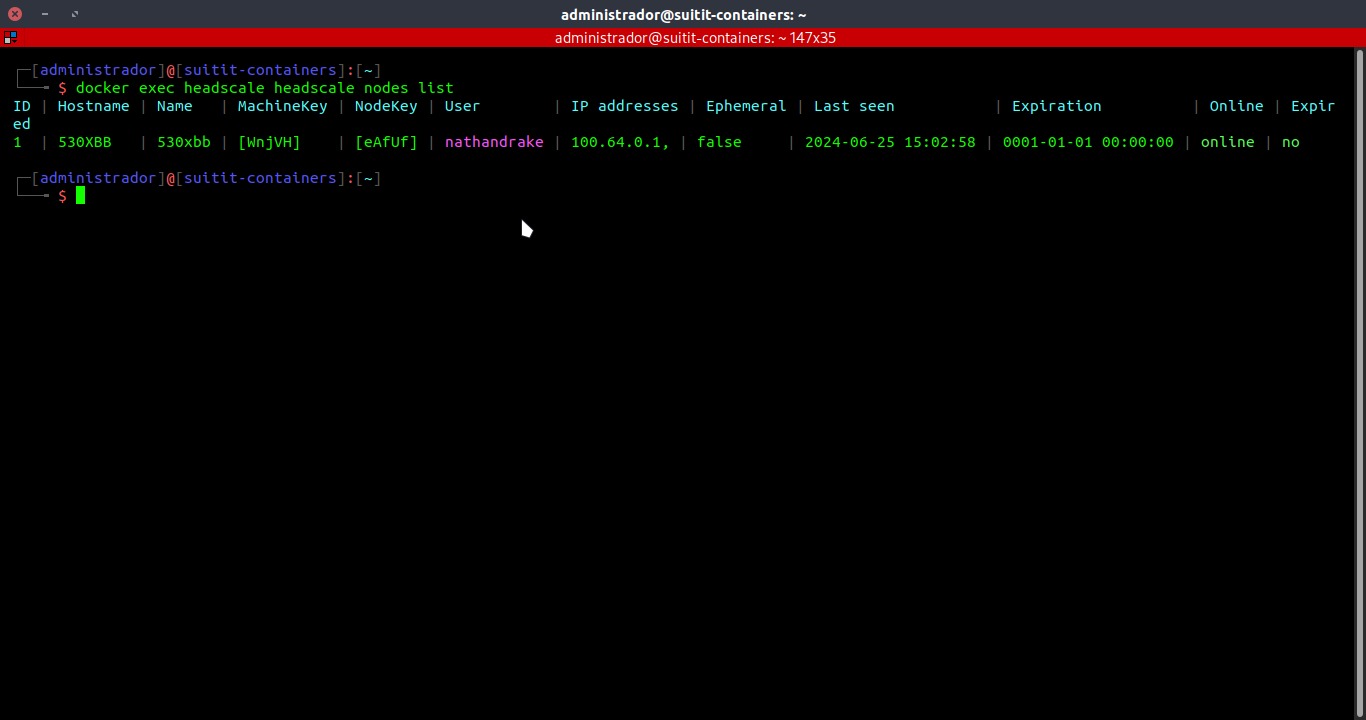 administrador@suitit-containers: ~
administrador@suitit-containers: ~ 147x35
┌─[administrador]@[suitit-containers]:[~]
└──╼ $ docker exec headscale headscale nodes list
ID | Hostname | Name   | MachineKey | NodeKey | User        | IP addresses | Ephemeral | Last seen           | Expiration          | Online | Expir
ed
1  | 530XBB   | 530xbb | [WnjVH]    | [eAfUf] | nathandrake | 100.64.0.1, | false     | 2024-06-25 15:02:58 | 0001-01-01 00:00:00 | online | no
┌─[administrador]@[suitit-containers]:[~]
└──╼ $